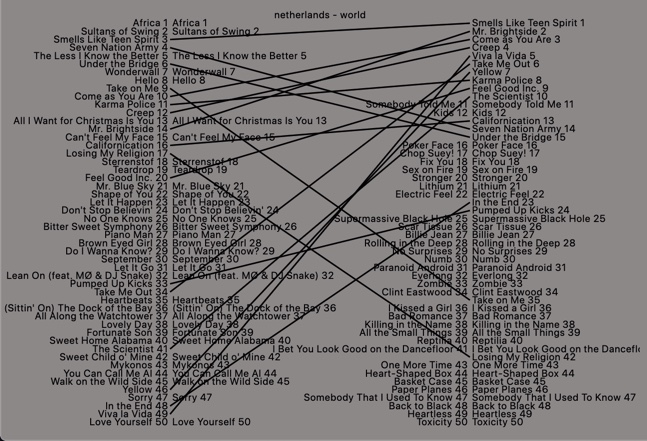 netherlands - world
Africa 1 Africa 1
Sultans of Swing 2 Sultans of Swing 2
Smells Like Teen Spirit 3
Seven Nation Army 4
The Less I Know the Better 5 The Less I Know the Better 5
Under the Bridge 6
Wonderwall 7 Wonderwall 7
Hello 8 Hello 8
Take on Me 9
Come as You Are 10
Karma Police 11
Creep 12
All I Want for Christmas Is You 13 All I Want for Christmas Is You 13
Mr. Brightside 14
Can't Feel My Face 15 Can't Feel My Face 15
Californication 16
Losing My Religion 17
Sterrenstof 18 Sterrenstof 18
Teardrop 19 Teardrop 19
Feel Good Inc. 20
Mr. Blue Sky 21 Mr. Blue Sky 21
Shape of You 22 Shape of You 22
Let It Happen 23 Let It Happen 23
Don't Stop Believin' 24 Don't Stop Believin' 24
No One Knows 25 No One Knows 25
Bitter Sweet Symphony 26 Bitter Sweet Symphony 26
Piano Man 27 Piano Man 27
Brown Eyed Girl 28 Brown Eyed Girl 28
Do I Wanna Know? 29 Do I Wanna Know? 29
September 30 September 30
Let It Go 31 Let It Go 31
Lean On (feat. MØ & DJ Snake) 32 Lean On (feat. MØ & DJ Snake) 32
Pumped Up Kicks 33
Take Me Out 34
Heartbeats 35 Heartbeats 35
(Sittin' On) The Dock of the Bay 36 (Sittin' On) The Dock of the Bay 36
All Along the Watchtower 37 All Along the Watchtower 37
Lovely Day 38 Lovely Day 38
Fortunate Son 39 Fortunate Son 39
Sweet Home Alabama 40 Sweet Home Alabama 40
The Scientist 41
Sweet Child o' Mine 42 Sweet Child o' Mine 42
Mykonos 43 Mykonos 43
You Can Call Me Al 44 You Can Call Me Al 44
Walk on the Wild Side 45 Walk on the Wild Side 45
Yellow 46
Sorry 47 Sorry 47
In the End 48
Viva la Vida 49
Love Yourself 50 Love Yourself 50
Smells Like Teen Spirit 1
Mr. Brightside 2
Come as You Are 3
Creep 4
Viva la Vida 5
Take Me Out 6
Yellow 7
Karma Police 8
Feel Good Inc. 9
The Scientist 10
Somebody Told Me 11 Somebody Told Me 11
Kids 12 Kids 12
Californication 13
Seven Nation Army 14
Under the Bridge 15
Poker Face 16 Poker Face 16
Chop Suey! 17 Chop Suey! 17
Fix You 18 Fix You 18
Sex on Fire 19 Sex on Fire 19
Stronger 20 Stronger 20
Lithium 21 Lithium 21
Electric Feel 22 Electric Feel 22
In the End 23
Pumped Up Kicks 24
Supermassive Black Hole 25 Supermassive Black Hole 25
Scar Tissue 26 Scar Tissue 26
Billie Jean 27 Billie Jean 27
Rolling in the Deep 28 Rolling in the Deep 28
No Surprises 29 No Surprises 29
Numb 30 Numb 30
Paranoid Android 31 Paranoid Android 31
Everlong 32 Everlong 32
Zombie 33 Zombie 33
Clint Eastwood 34 Clint Eastwood 34
Take on Me 35
I Kissed a Girl 36 I Kissed a Girl 36
Bad Romance 37 Bad Romance 37
Killing in the Name 38 Killing in the Name 38
All the Small Things 39 All the Small Things 39
Reptilia 40 Reptilia 40
I Bet You Look Good on the Dancefloor 41 I Bet You Look Good on the Dancefl
Losing My Religion 42
One More Time 43 One More Time 43
Heart-Shaped Box 44 Heart-Shaped Box 44
Basket Case 45 Basket Case 45
Paper Planes 46 Paper Planes 46
Somebody That I Used To Know 47 Somebody That I Used To Know 47
Back to Black 48 Back to Black 48
Heartless 49 Heartless 49
Toxicity 50 Toxicity 50